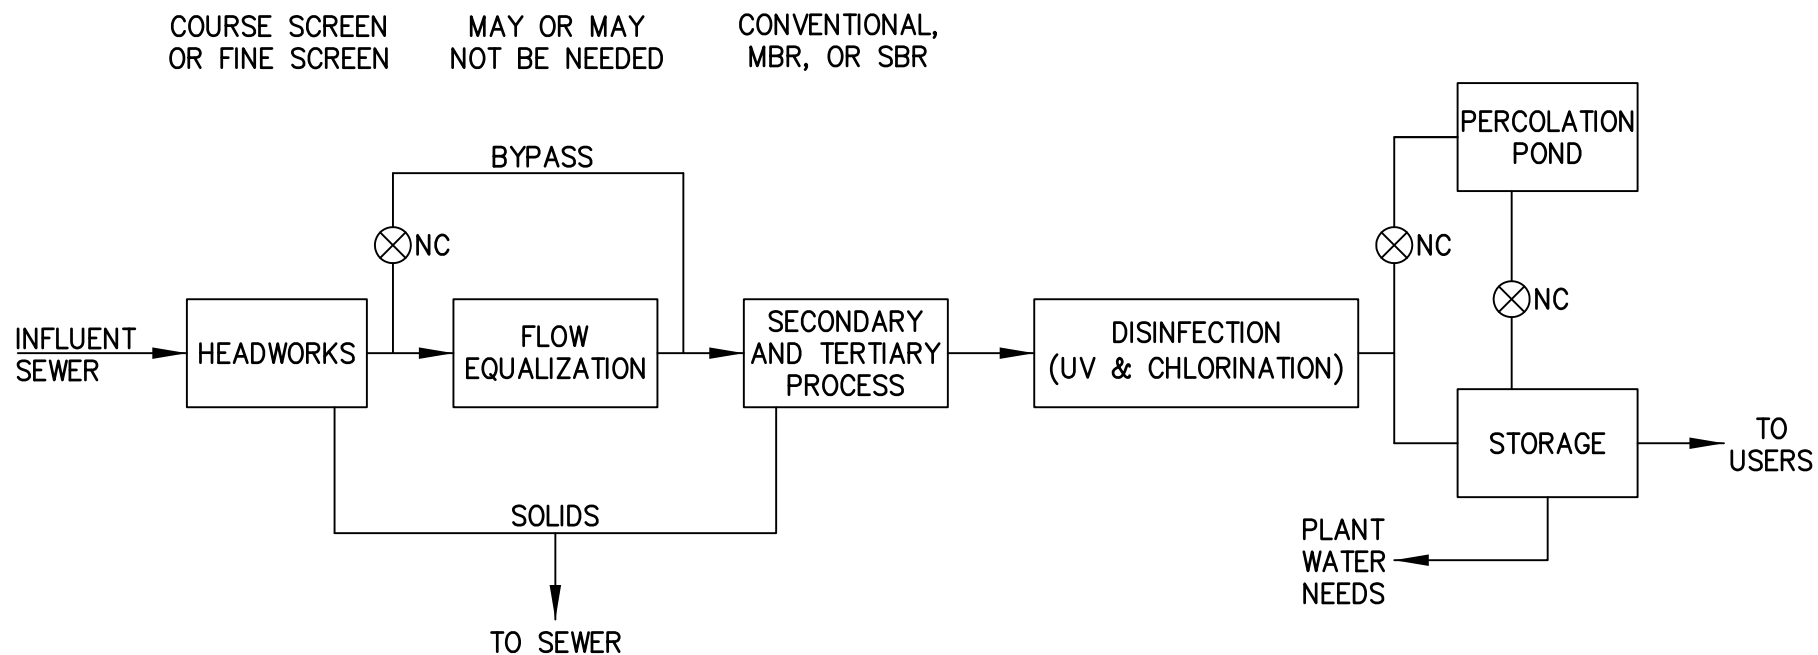 COURSE SCREEN
OR FINE SCREEN
MAY OR MAY
NOT BE NEEDED
CONVENTIONAL,
MBR, OR SBR
PERCOLATION
POND
BYPASS
NC
NC
NC
INFLUENT
SEWER
HEADWORKS
FLOW
EQUALIZATION
SECONDARY
AND TERTIARY
PROCESS
DISINFECTION
(UV & CHLORINATION)
STORAGE
TO
USERS
SOLIDS
PLANT
WATER
NEEDS
TO SEWER